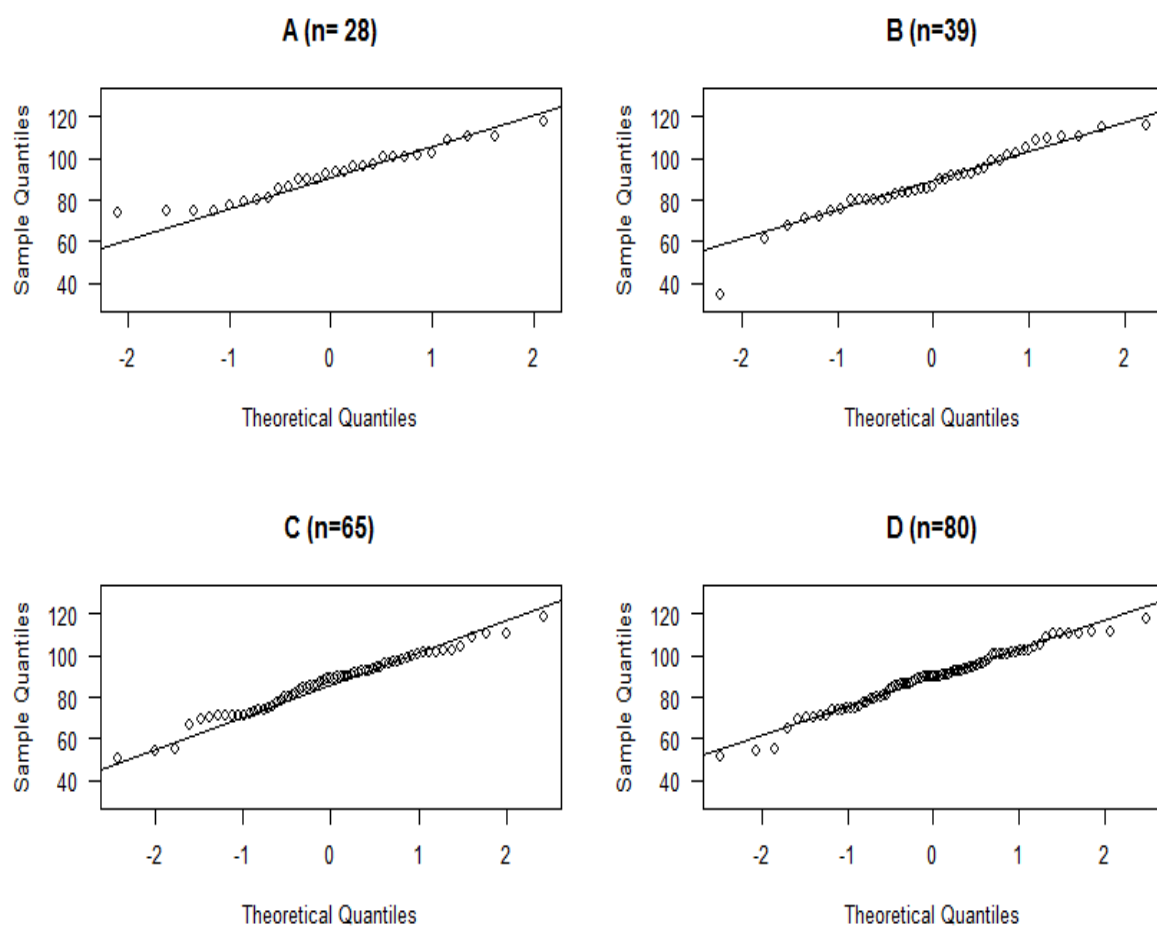 A (n= 28)
Sample Quantiles
120
100
80
60
40
-2 -1 0 1 2
Theoretical Quantiles
B (n=39)
Sample Quantiles
120
100
80
60
40
-2 -1 0 1 2
Theoretical Quantiles
C (n=65)
Sample Quantiles
120
100
80
60
40
-2 -1 0 1 2
Theoretical Quantiles
D (n=80)
Sample Quantiles
120
100
80
60
40
-2 -1 0 1 2
Theoretical Quantiles